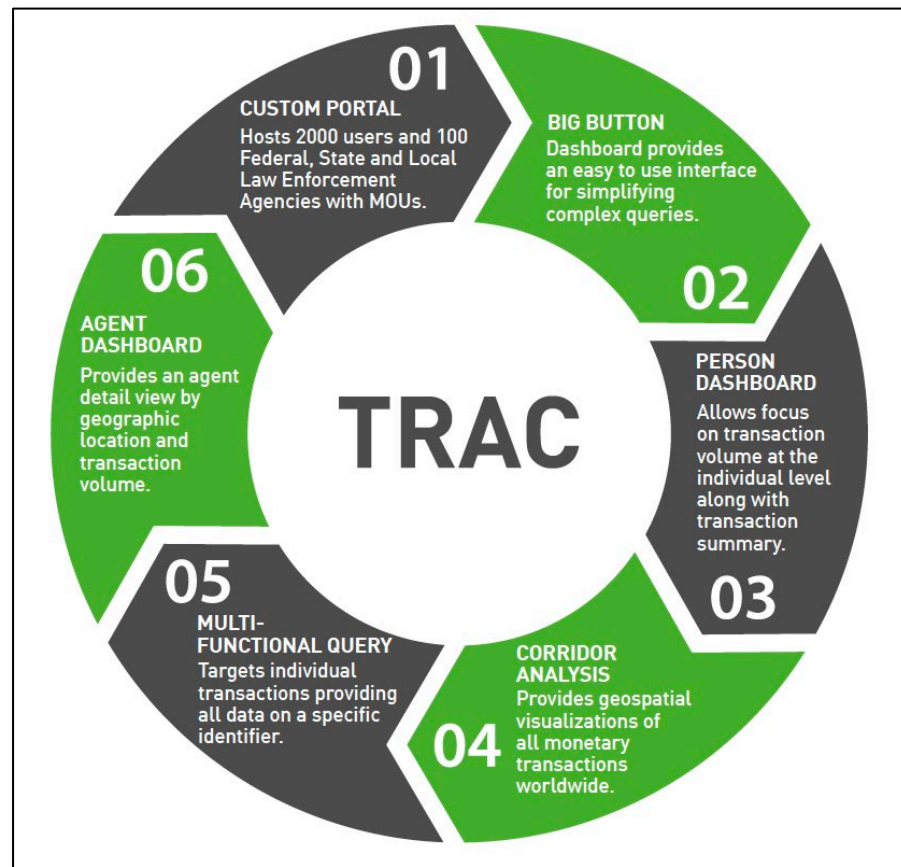 01
CUSTOM PORTAL
Hosts 2000 users and 100
Federal, State and Local
Law Enforcement
Agencies with MOUs.
BIG BUTTON
Dashboard provides
an easy to use interface
for simplifying
complex queries.
02
PERSON
DASHBOARD
Allows focus
on transaction
volume at the
individual level
along with
transaction
summary.
03
CORRIDOR
ANALYSIS
Provides geospatial
visualizations of
all monetary
transactions
worldwide.
04
05
MULTI-
FUNCTIONAL QUERY
Targets individual
transactions providing
all data on a specific
identifier.
06
AGENT
DASHBOARD
Provides an agent
detail view by
geographic
location and
transaction
volume.
TRAC